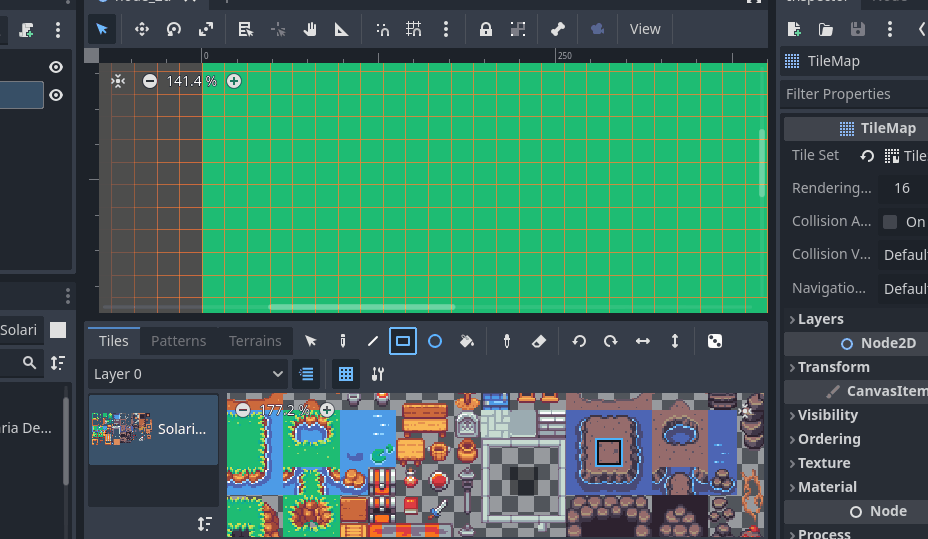 0
250
141.4 %
View
TileMap
Filter Properties
TileMap
Tile Set
Tile
Rendering...
16
Collision A...
On
Collision V...
Defaul
Navigatio...
Defaul
Layers
Node2D
Transform
CanvasItem
Visibility
Ordering
Texture
Material
Node
Process
Solari
ria De...
Tiles
Patterns
Terrains
Layer 0
Solari...
177.2 %